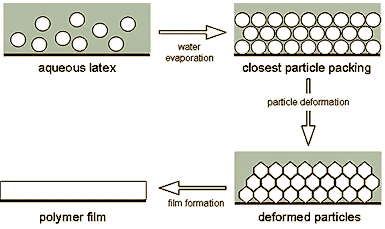 aqueous latex
water
evaporation
closest particle packing
particle deformation
deformed particles
film formation
polymer film